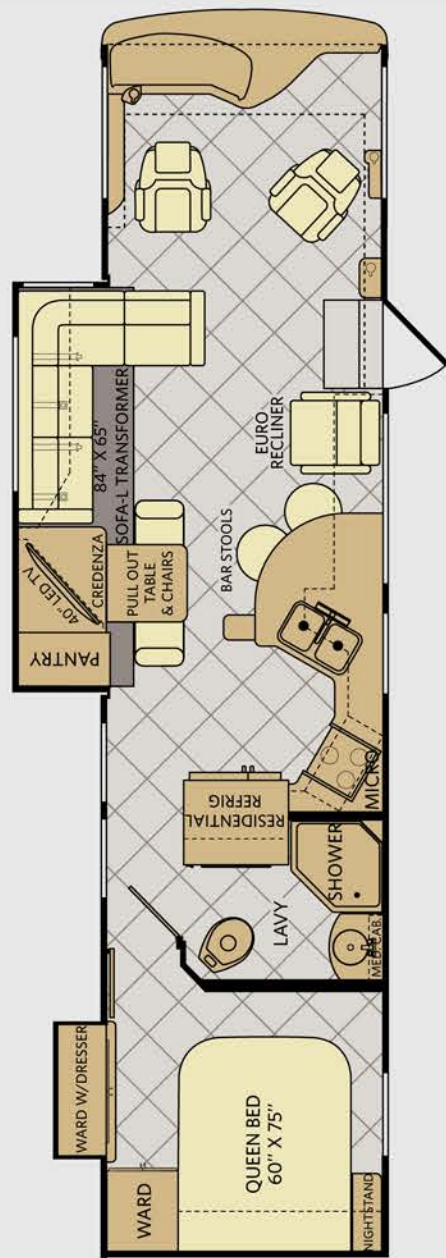 84" X 65"
SOFA-L TRANSFORMER
EURO
RECLINER
BAR STOOLS
40" LED TV
CREDENZA
PULL OUT
TABLE
& CHAIRS
PANTRY
MICRO
RESIDENTIAL
REFRIG
SHOWER
LAVY
MED. CAB.
WARD W/DRESSER
WARD
QUEEN BED
60" X 75"
NIGHTSTAND